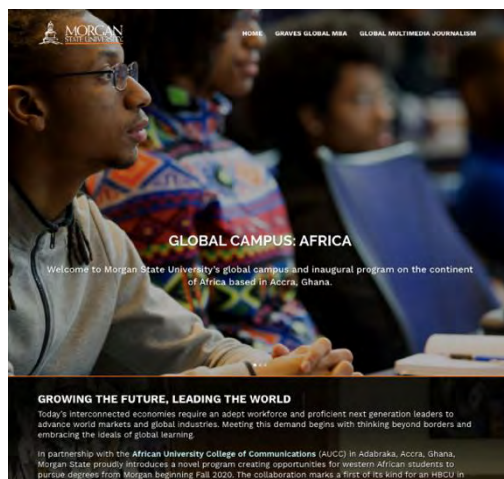 MORGAN
STATE UNIVERSITY
HOME GRAVES GLOBAL MBA GLOBAL MULTIMEDIA JOURNALISM
GLOBAL CAMPUS: AFRICA
Welcome to Morgan State University's global campus and inaugural program on the continent
of Africa based in Accra, Ghana.
GROWING THE FUTURE, LEADING THE WORLD
Today's interconnected economies require an adept workforce and proficient next generation leaders to
advance world markets and global industries. Meeting this demand begins with thinking beyond borders and
embracing the ideals of global learning.
In partnership with the African University College of Communications (AUCC) in Adabraka, Accra, Ghana,
Morgan State proudly introduces a novel program creating opportunities for western African students to
pursue degrees from Morgan beginning Fall 2020. The collaboration marks a first of its kind for an HBCU in